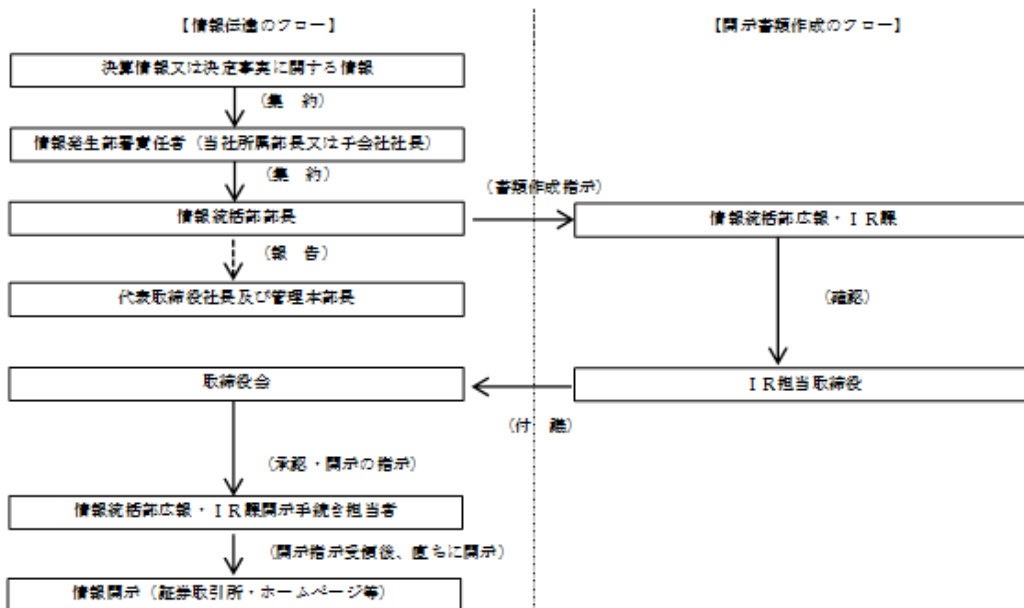 【情報伝達のフロー】
【開示書類作成のフロー】
決算情報又は決定事実に関する情報
(集 約)
情報発生部署責任者(当社所属部長又は子会社社長)
(集 約)
(書類作成指示)
情報統括部部長
情報統括部広報・IR課
(報 告)
代表取締役社長及び管理本部長
(確認)
取締役会
IR担当取締役
(付 議)
(承認・開示の指示)
情報統括部広報・IR課開示手続き担当者
(開示指示受領後、直ちに開示)
情報開示(証券取引所・ホームページ等)